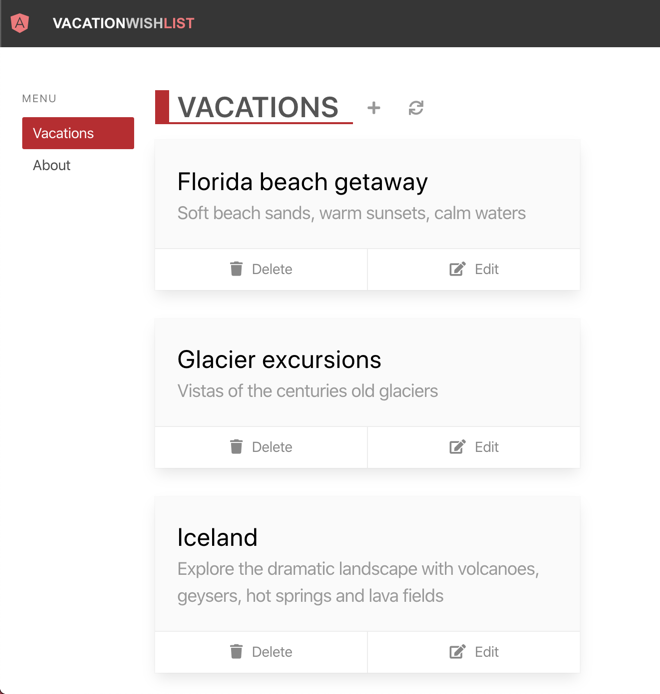 VACATIONWISHLIST
MENU
Vacations
About
VACATIONS
Florida beach getaway
Soft beach sands, warm sunsets, calm waters
Delete
Edit
Glacier excursions
Vistas of the centuries old glaciers
Delete
Edit
Iceland
Explore the dramatic landscape with volcanoes,
geysers, hot springs and lava fields
Delete
Edit